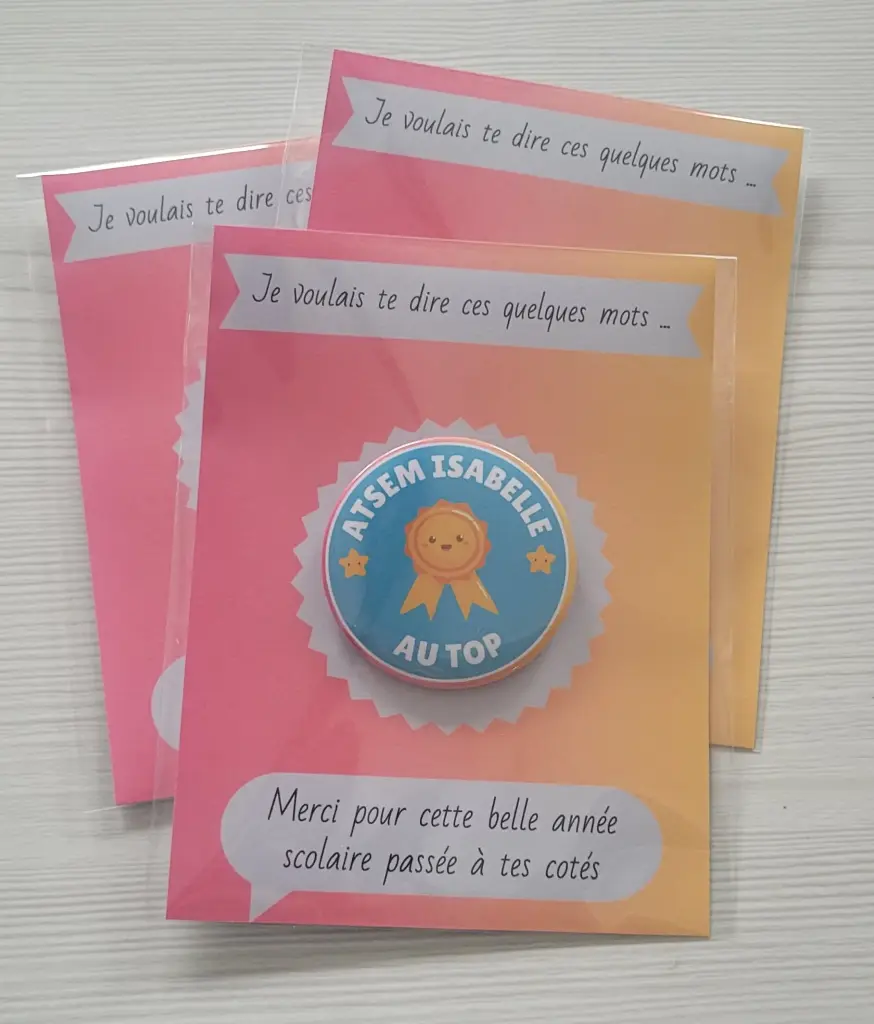 Je voulais te dire ces quelques mots ...
Je voulais te dire ces
Je voulais te dire ces quelques mots ...
ATSEM ISABELLE
AU TOP
Merci pour cette belle année
scolaire passée à tes cotés